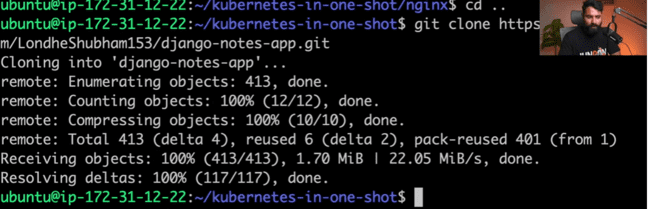 ubuntu@ip-172-31-12-22:~/kubernetes-in-one-shot/nginx$ cd ..
ubuntu@ip-172-31-12-22:~/kubernetes-in-one-shot$ git clone https
m/LondheShubham153/django-notes-app.git
Cloning into 'django-notes-app'...
remote: Enumerating objects: 413, done.
remote: Counting objects: 100% (12/12), done.
remote: Compressing objects: 100% (10/10), done.
remote: Total 413 (delta 4), reused 6 (delta 2), pack-reused 401 (from 1)
Receiving objects: 100% (413/413), 1.70 MiB | 22.05 MiB/s, done.
Resolving deltas: 100% (117/117), done.
ubuntu@ip-172-31-12-22:~/kubernetes-in-one-shot$